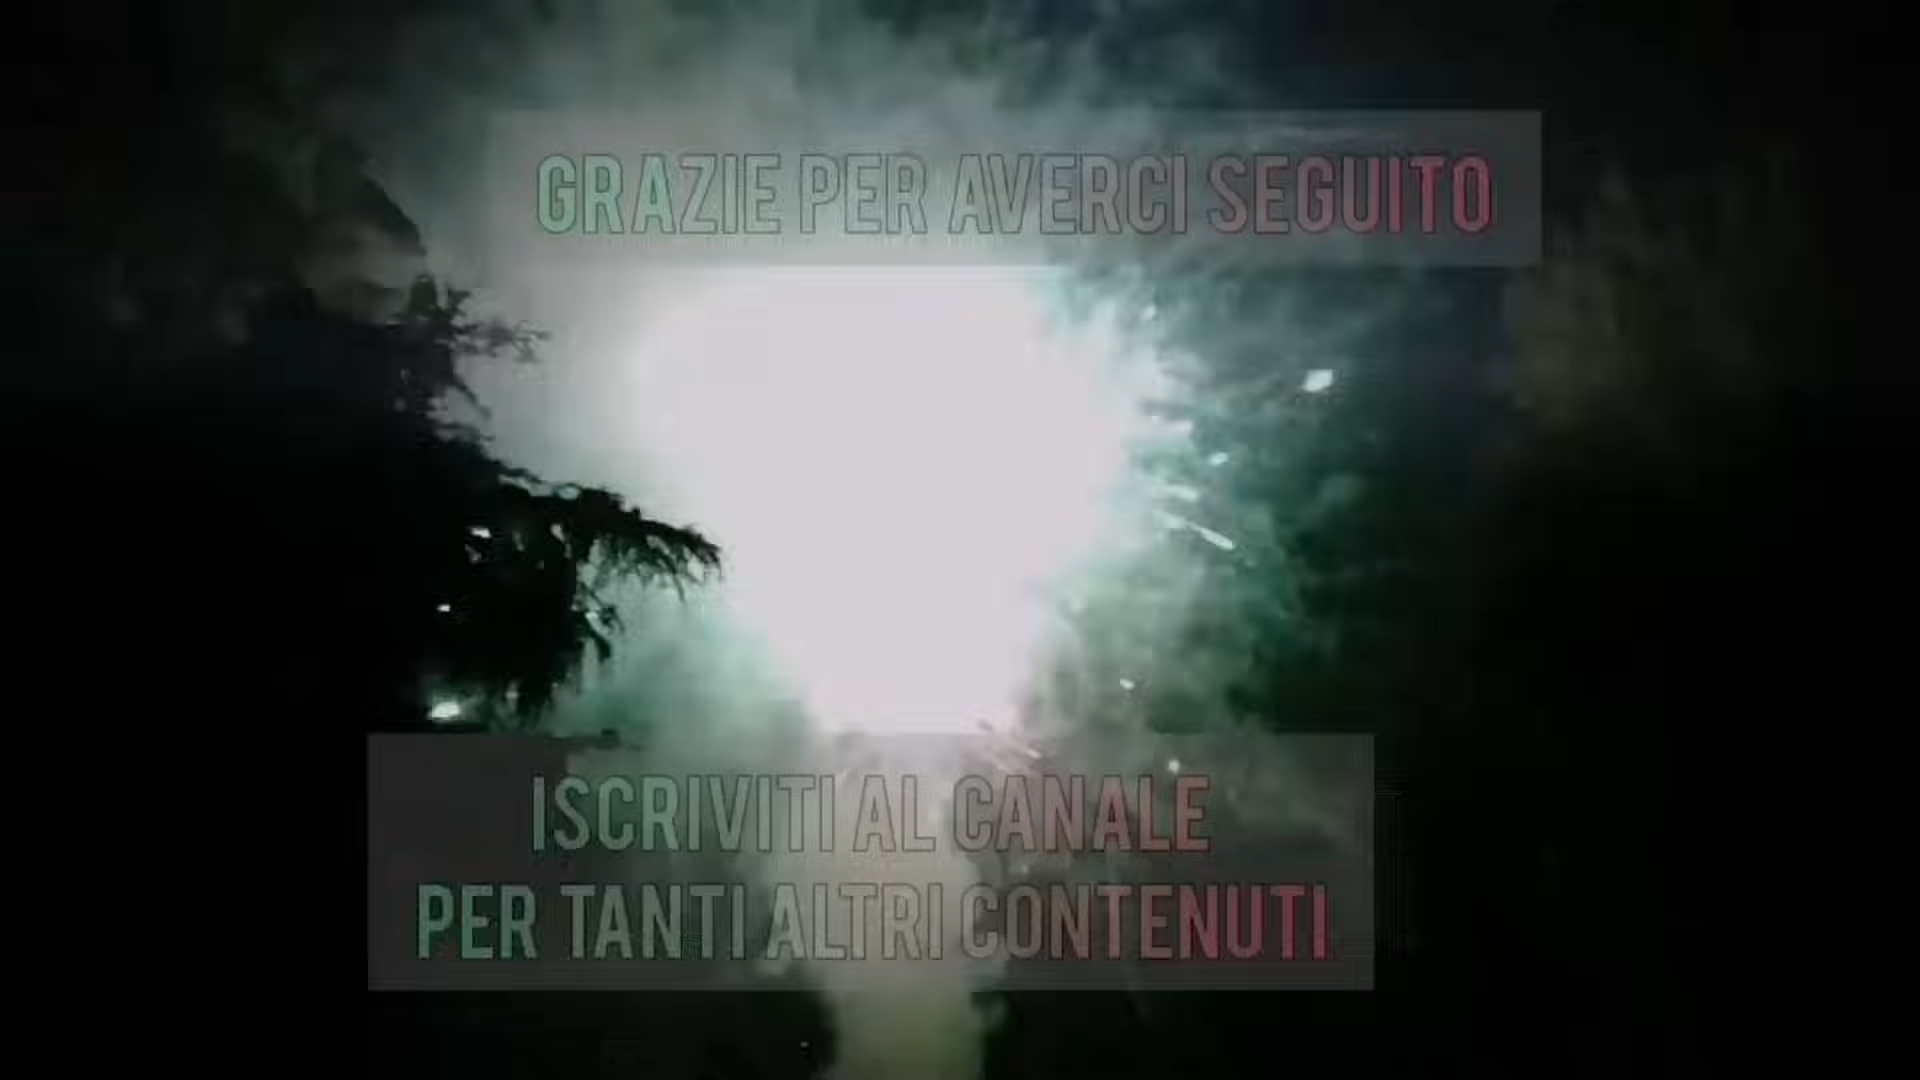 GRAZIE PER AVERCI SEGUITO
ISCRIVITI AL CANALE
PER TANTI ALTRI CONTENUTI